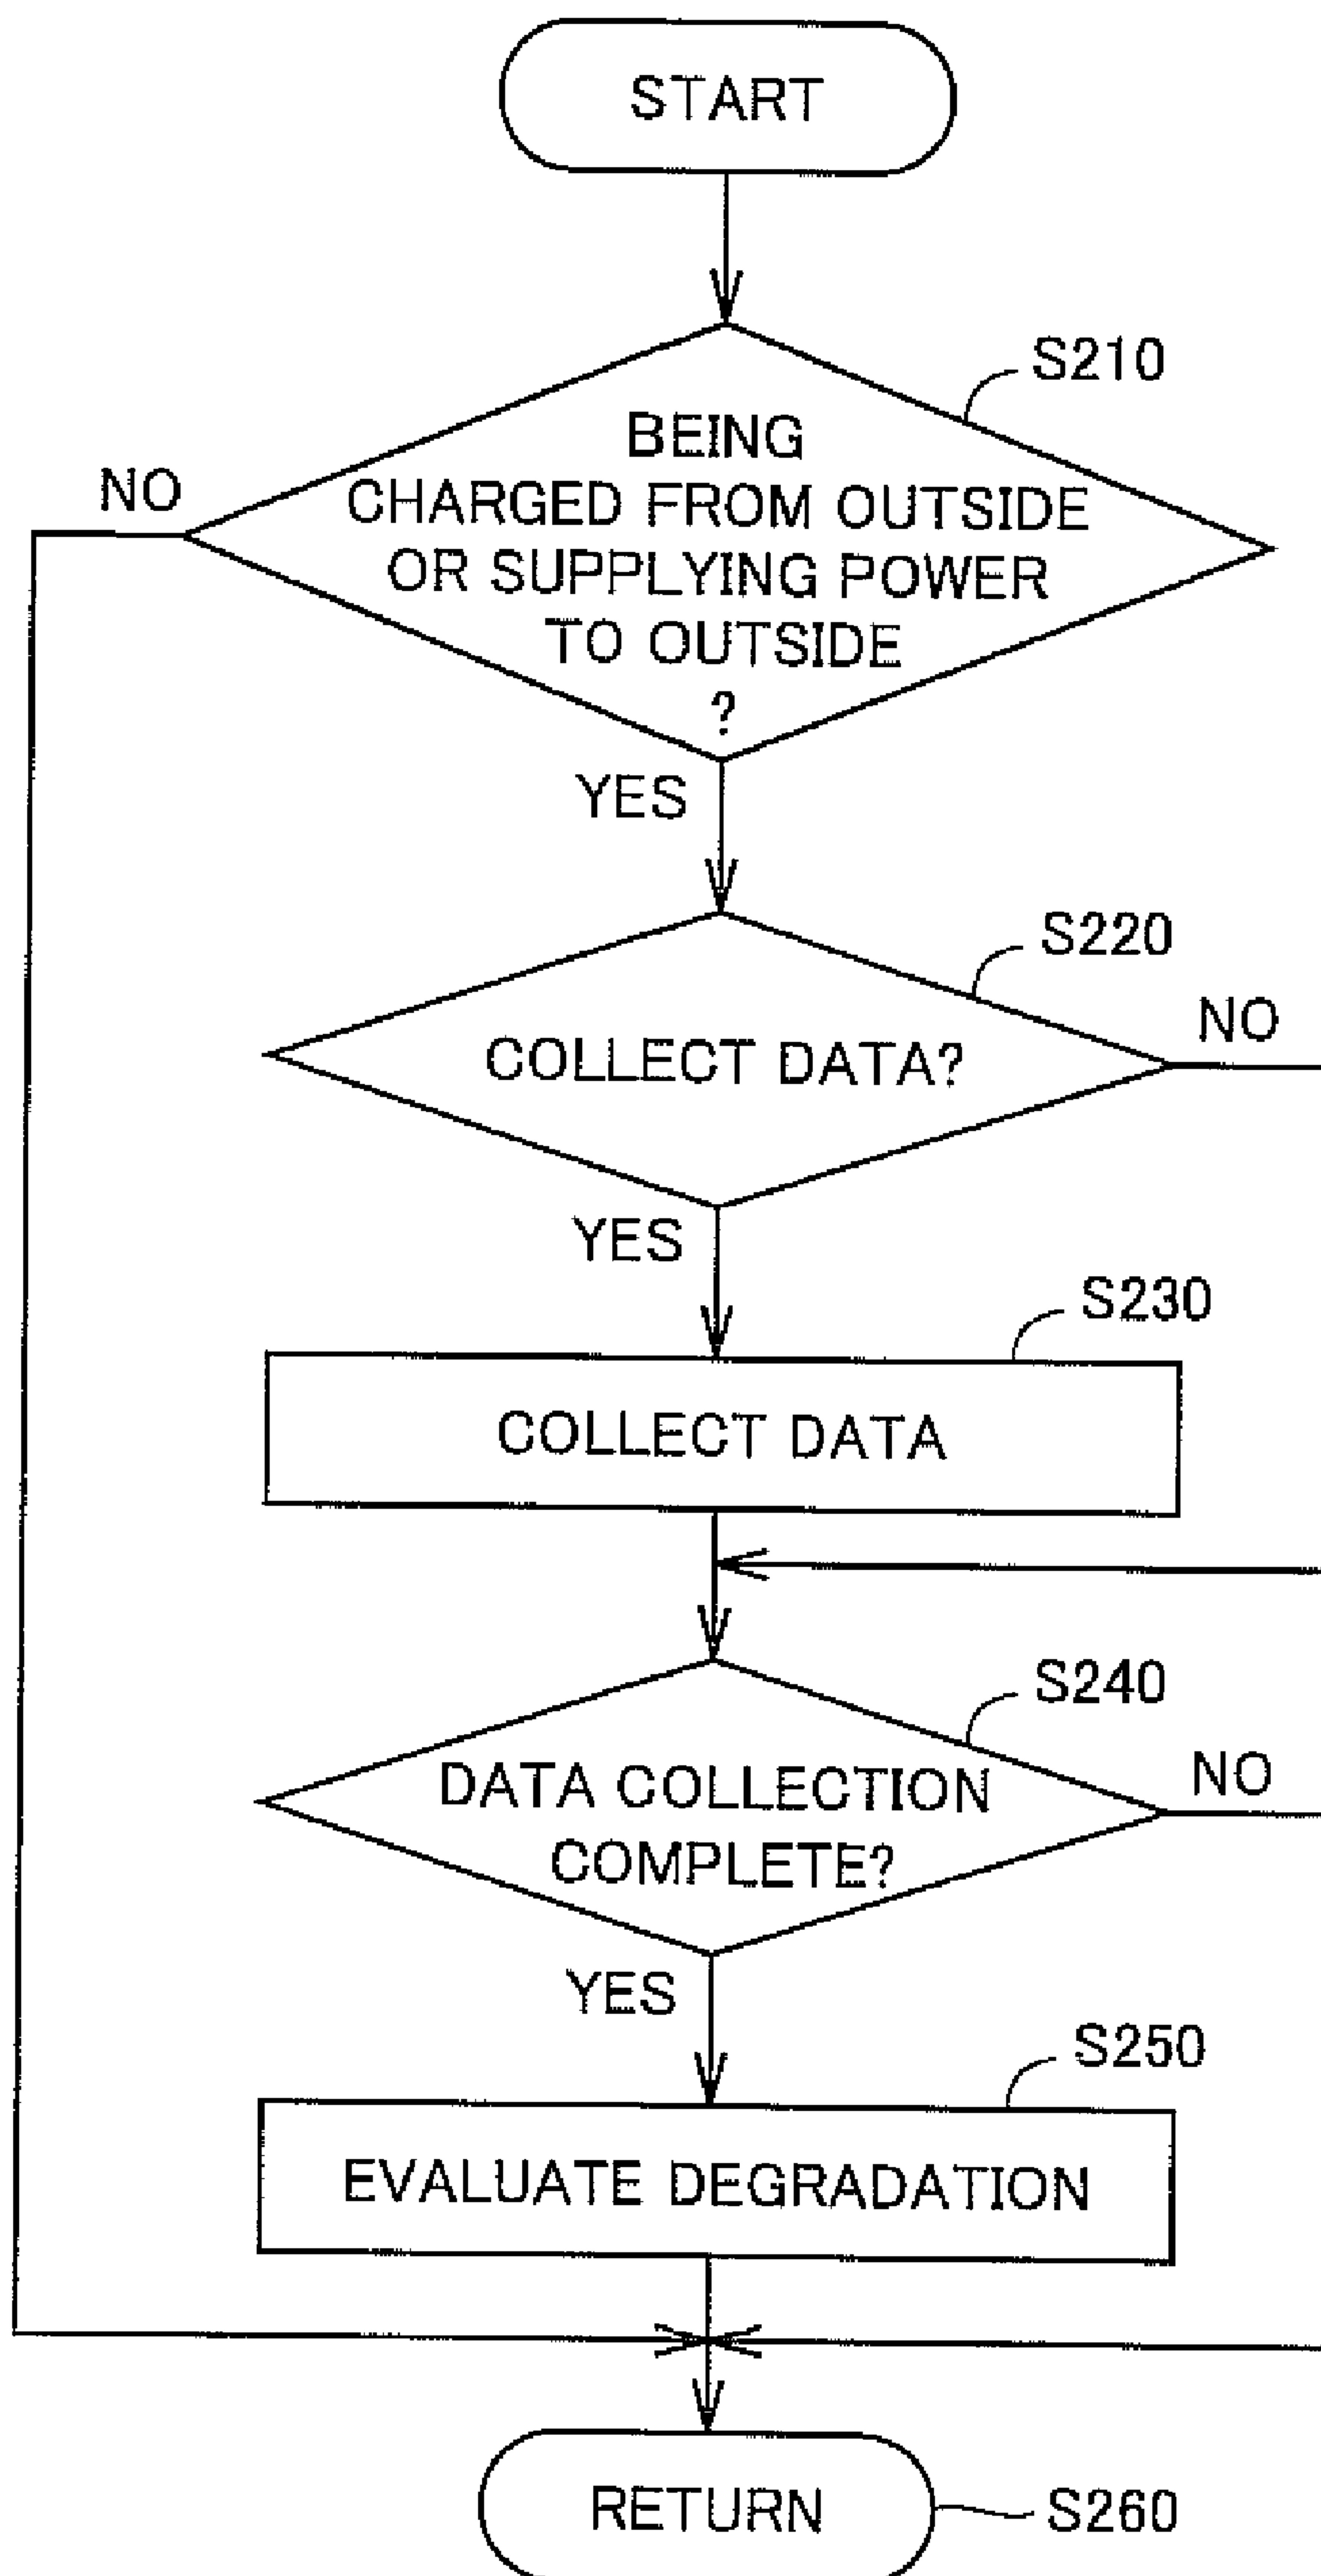 START
S210
BEING
NO
CHARGED FROM OUTSIDE
OR SUPPLYING POWER
TO OUTSIDE
?
YES
S220
NO
COLLECT DATA?
YES
S230
COLLECT DATA
S240
NO
DATA COLLECTION
COMPLETE?
YES
S250
EVALUATE DEGRADATION
RETURN
S260